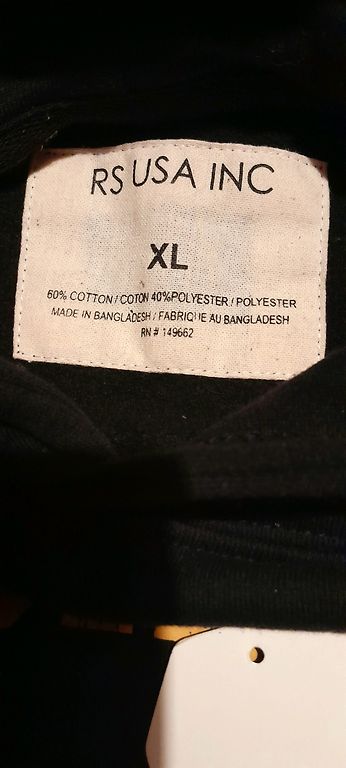 RS USA INC
XL
60% COTTON / COTON 40%POLYESTER / POLYESTER
MADE IN BANGLADESH / FABRIQUE AU BANGLADESH
RN # 149662